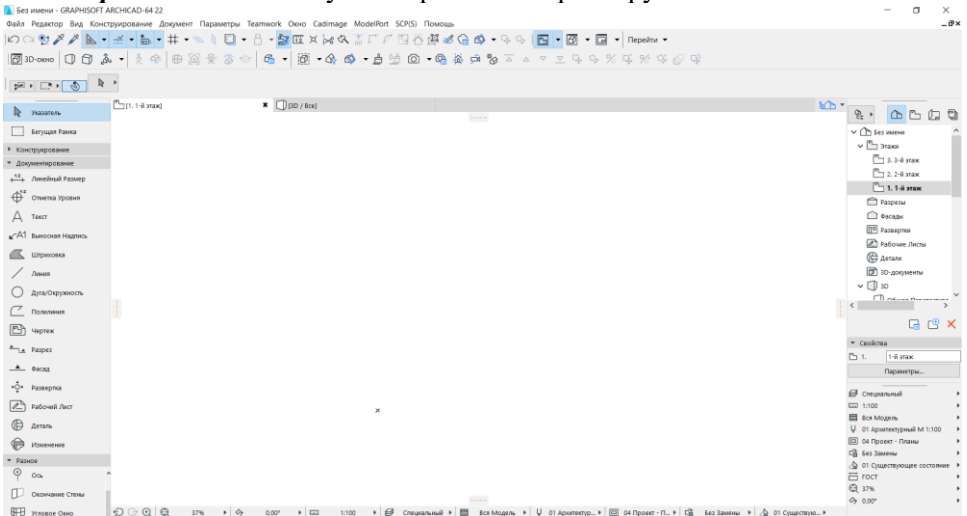 Без имени - GRAPHISOFT ARCHICAD-64 22
Файл Редактор Вид Конструирование Документ Параметры Teamwork Окно Cadimage ModelPort SCP(S) Помощь
Перейти
3D-окно
[1. 1-й этаж] [3D / Все]
Указатель
Бегущая Рамка
Конструирование
Документирование
Линейный Размер
Отметка Уровня
Текст
A1 Выносная Надпись
Штриховка
Линия
Дуга/Окружность
Полилиния
Чертеж
Разрез
Фасад
Развертка
Рабочий Лист
Деталь
Изменение
Разное
Ось
Окончание Стены
Угловое Окно
Без имени
Этажи
3. 3-й этаж
2. 2-й этаж
1. 1-й этаж
Разрезы
Фасады
Развертки
Рабочие Листы
Детали
3D-документы
3D
Свойства
1. 1-й этаж
Параметры...
Специальный
1:100
Вся Модель
01 Архитектурный М 1:100
04 Проект - Планы
Без Замены
01 Существующее состояние
ГОСТ
37%
0,00°
37% 0,00° 1:100 Специальный Вся Модель 01 Архитектур... 04 Проект - П... Без Замены 01 Существую...